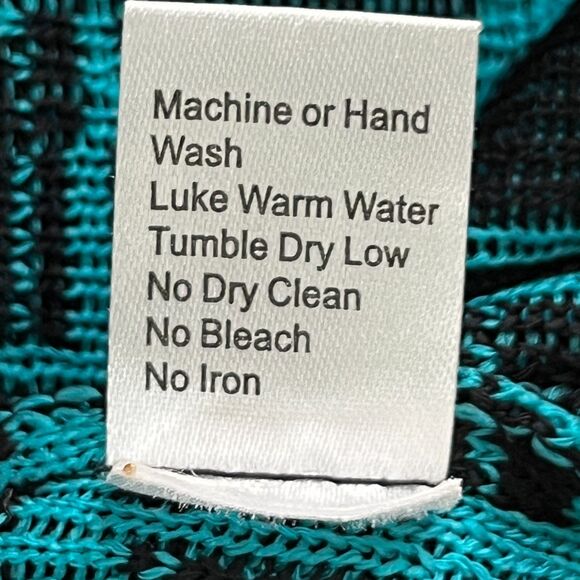 Machine or Hand
Wash
Luke Warm Water
Tumble Dry Low
No Dry Clean
No Bleach
No Iron